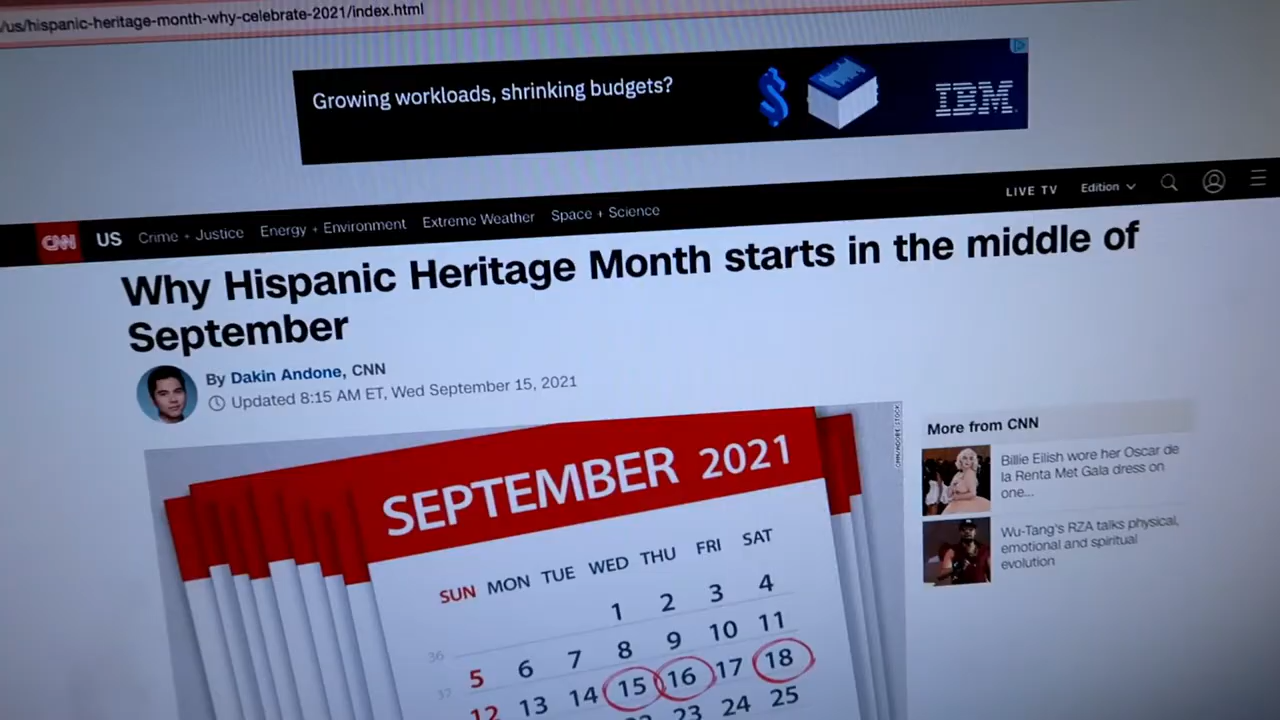 /us/hispanic-heritage-month-why-celebrate-2021/index.html
Growing workloads, shrinking budgets?
IBM
CNN US Crime + Justice Energy + Environment Extreme Weather Space + Science LIVE TV Edition
Why Hispanic Heritage Month starts in the middle of
September
By Dakin Andone, CNN
Updated 8:15 AM ET, Wed September 15, 2021
CNN/ADOBE STOCK
SEPTEMBER 2021
SUN MON TUE WED THU FRI SAT
1 2 3 4
36 5 6 7 8 9 10 11
37 12 13 14 15 16 17 18
23 24 25
More from CNN
Billie Eilish wore her Oscar de
la Renta Met Gala dress on
one...
Wu-Tang's RZA talks physical,
emotional and spiritual
evolution